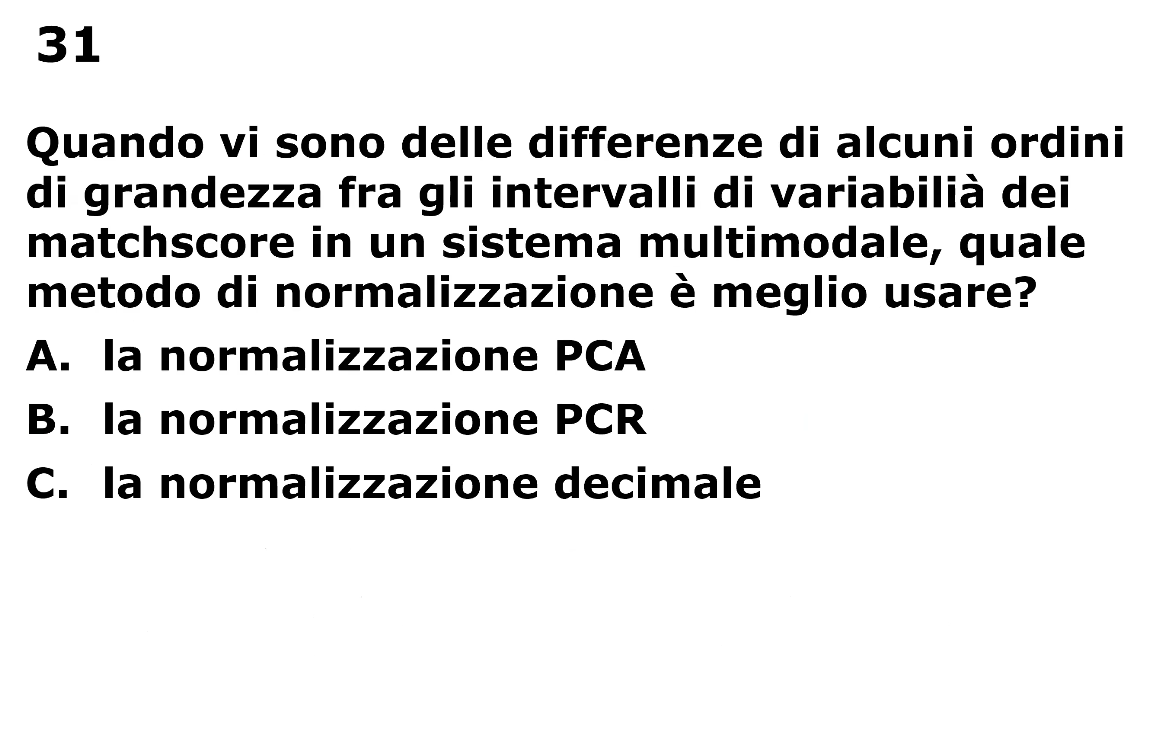 31
Quando vi sono delle differenze di alcuni ordini
di grandezza fra gli intervalli di variabilià dei
matchscore in un sistema multimodale, quale
metodo di normalizzazione è meglio usare?
A. la normalizzazione PCA
B. la normalizzazione PCR
C. la normalizzazione decimale